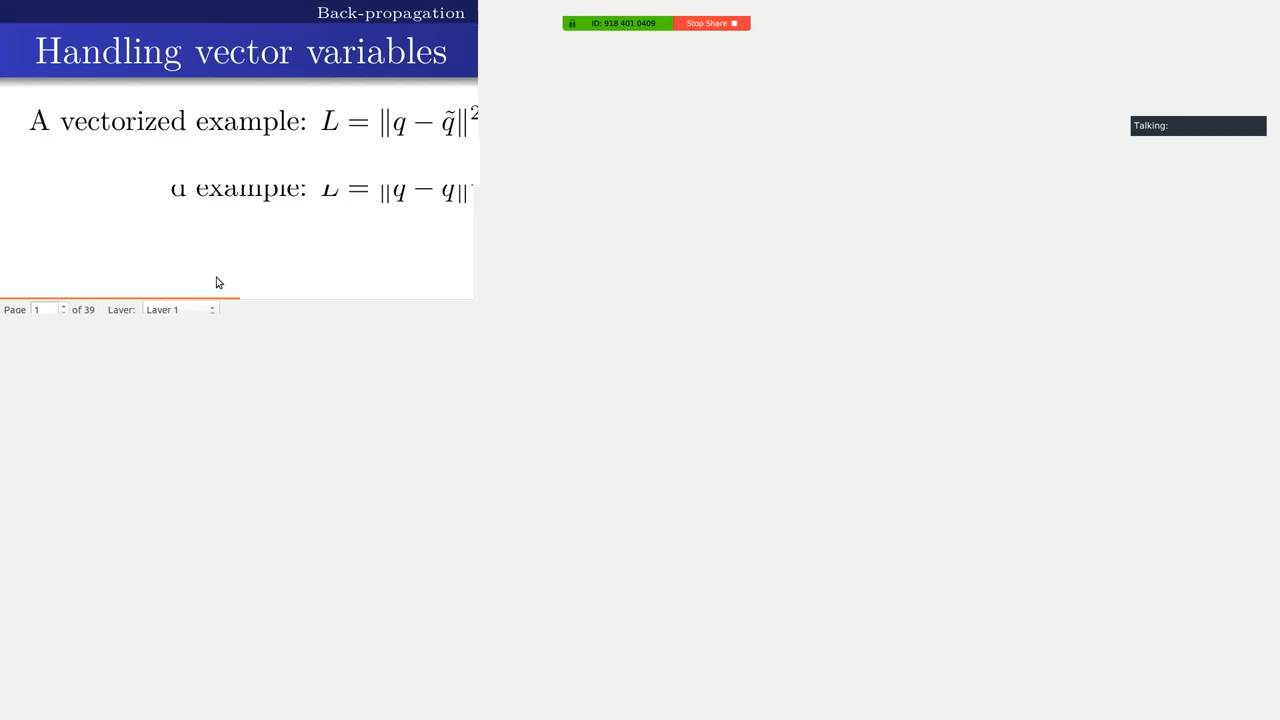 Back-propagation
ID: 918 401 0409 Stop Share
Handling vector variables
A vectorized example: L = ‖q − q̃‖²
Talking:
d example: L = ‖q − q‖
Page 1 of 39 Layer: Layer 1